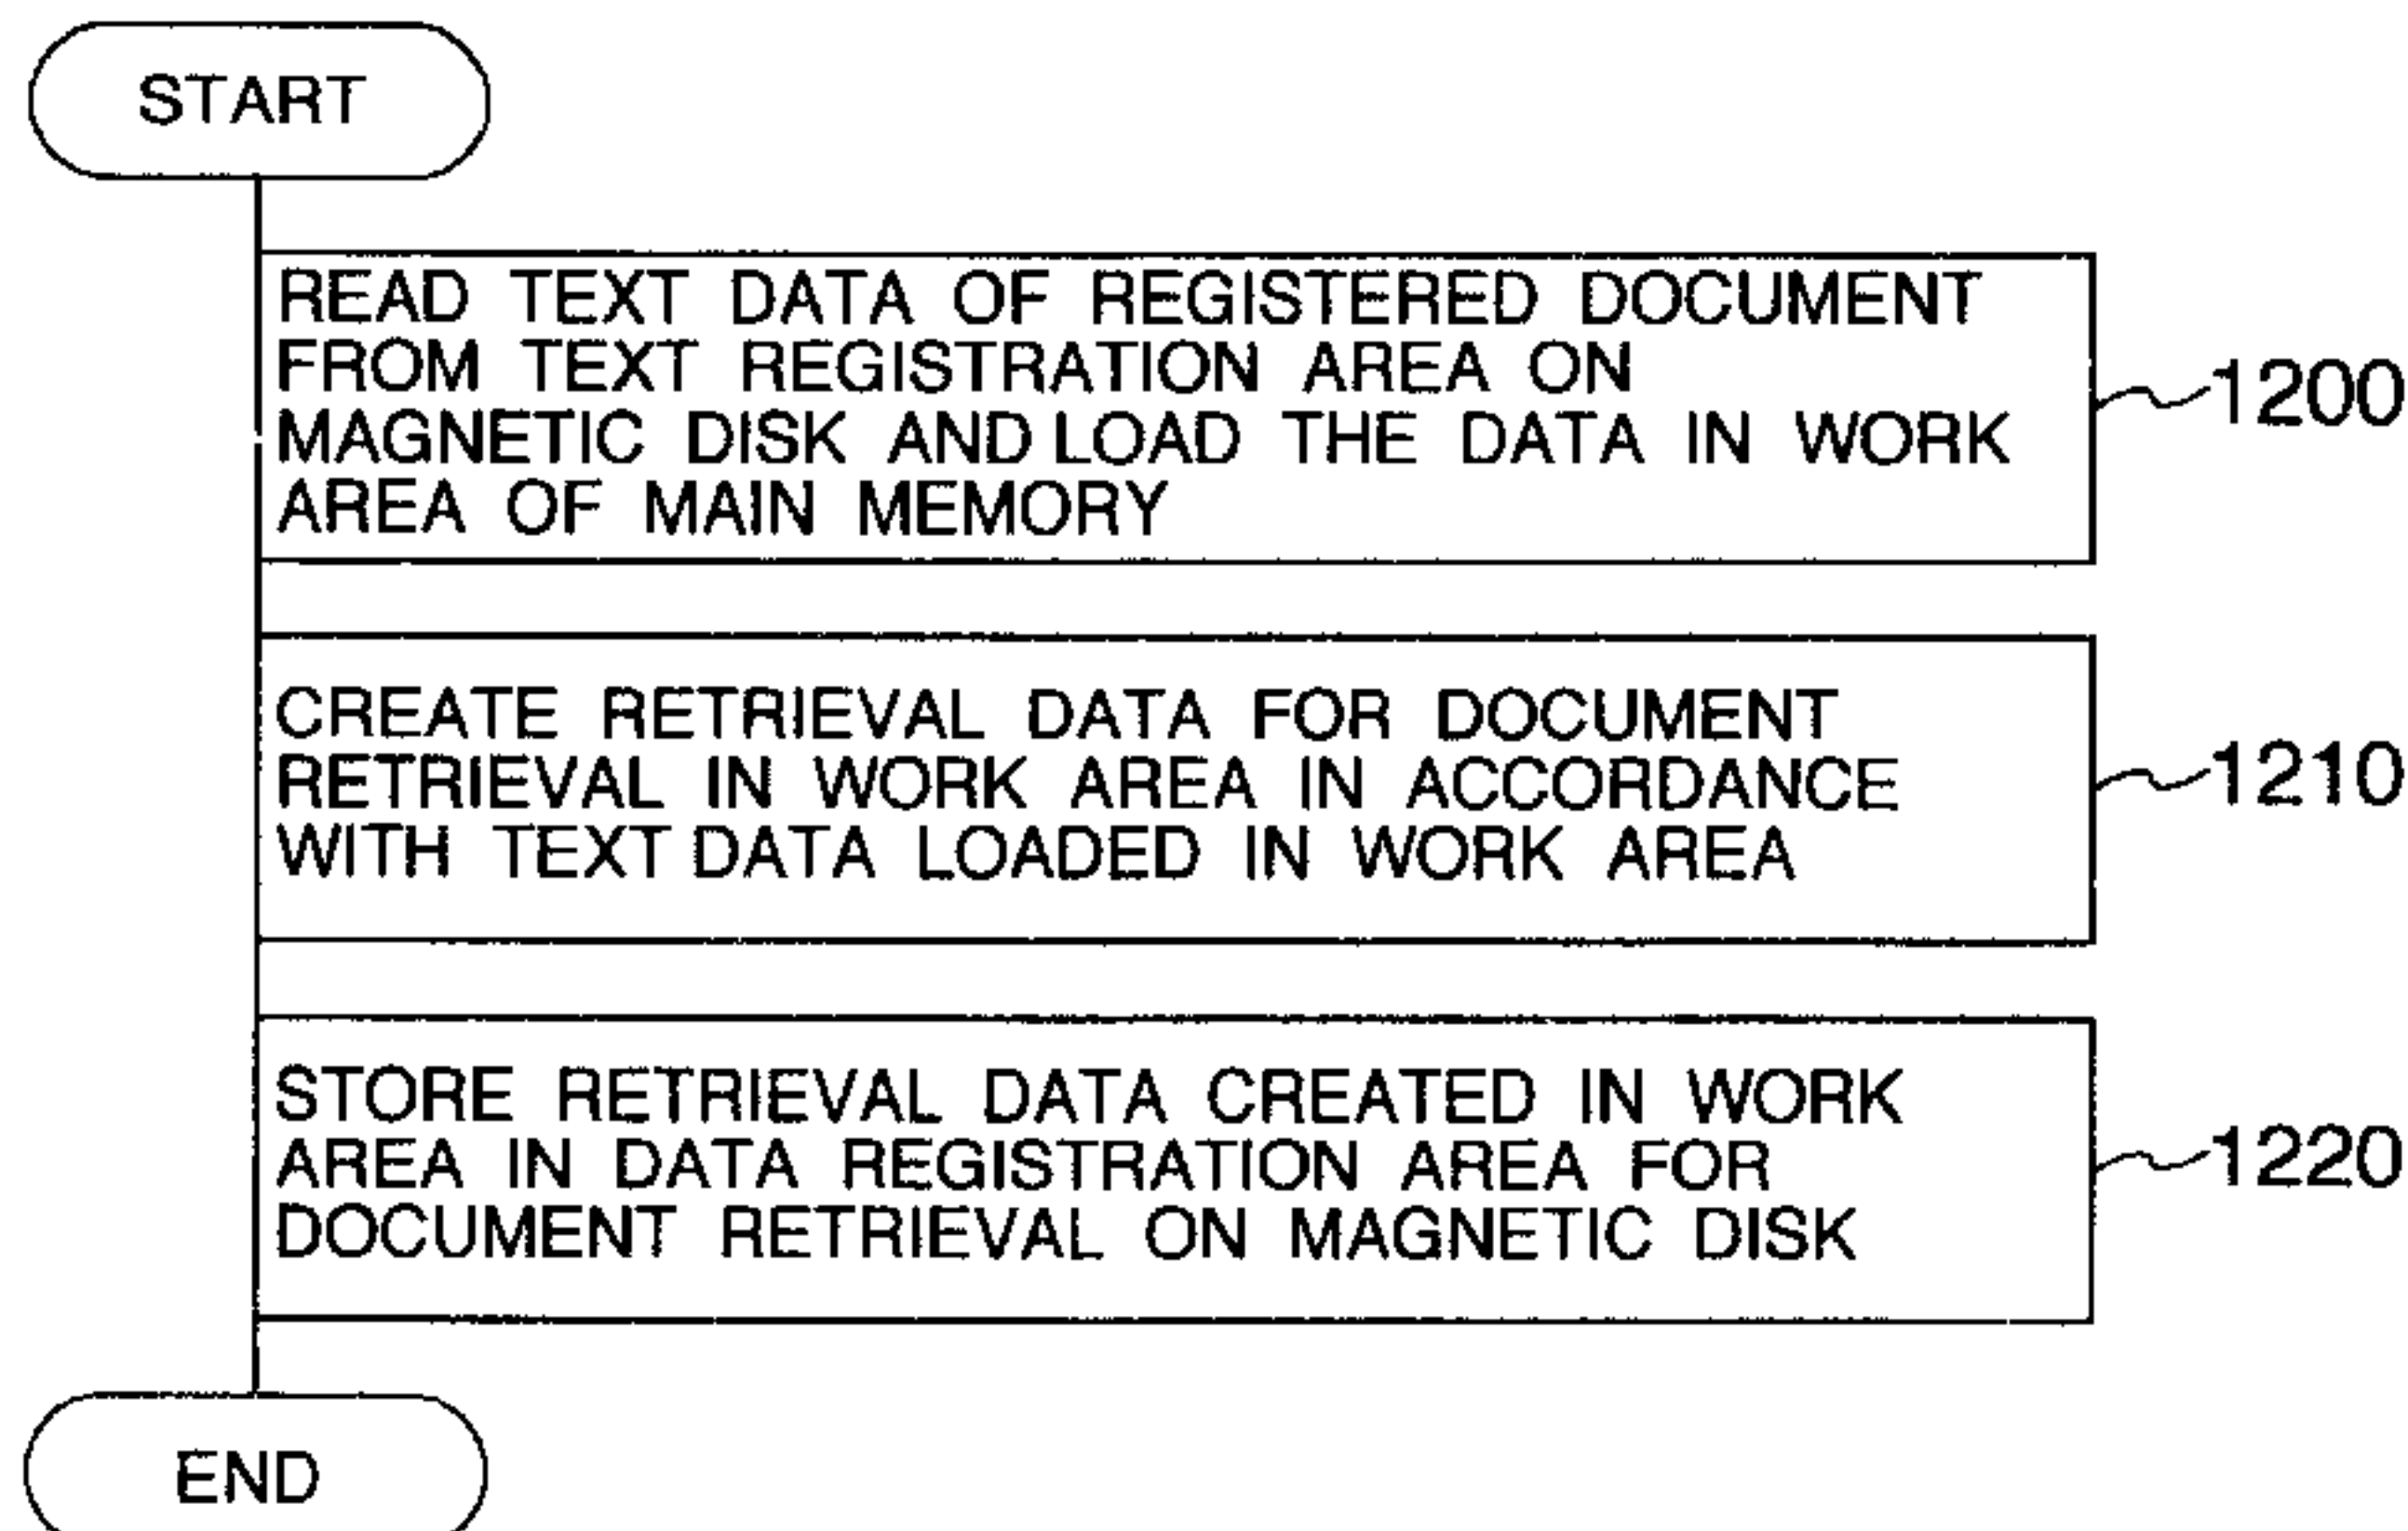 START
READ TEXT DATA OF REGISTERED DOCUMENT
FROM TEXT REGISTRATION AREA ON
MAGNETIC DISK AND LOAD THE DATA IN WORK
AREA OF MAIN MEMORY
1200
CREATE RETRIEVAL DATA FOR DOCUMENT
RETRIEVAL IN WORK AREA IN ACCORDANCE
WITH TEXT DATA LOADED IN WORK AREA
1210
STORE RETRIEVAL DATA CREATED IN WORK
AREA IN DATA REGISTRATION AREA FOR
DOCUMENT RETRIEVAL ON MAGNETIC DISK
1220
END